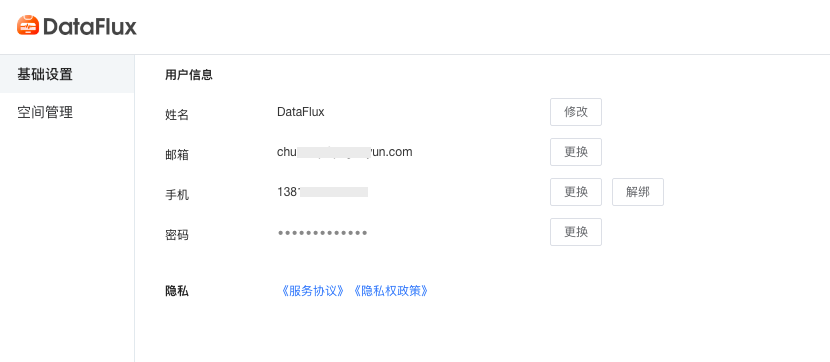 DataFlux
基础设置
空间管理
用户信息
姓名 DataFlux 修改
邮箱 chu yun.com 更换
手机 138 更换 解绑
密码 ••••••••••••• 更换
隐私 《服务协议》 《隐私权政策》